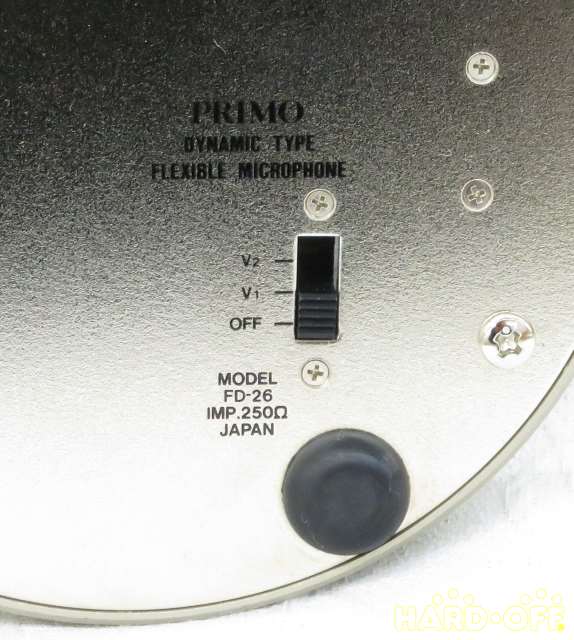 PRIMO
DYNAMIC TYPE
FLEXIBLE MICROPHONE
V2
V1
OFF
MODEL
FD-26
IMP.250Ω
JAPAN
HARD-OFF